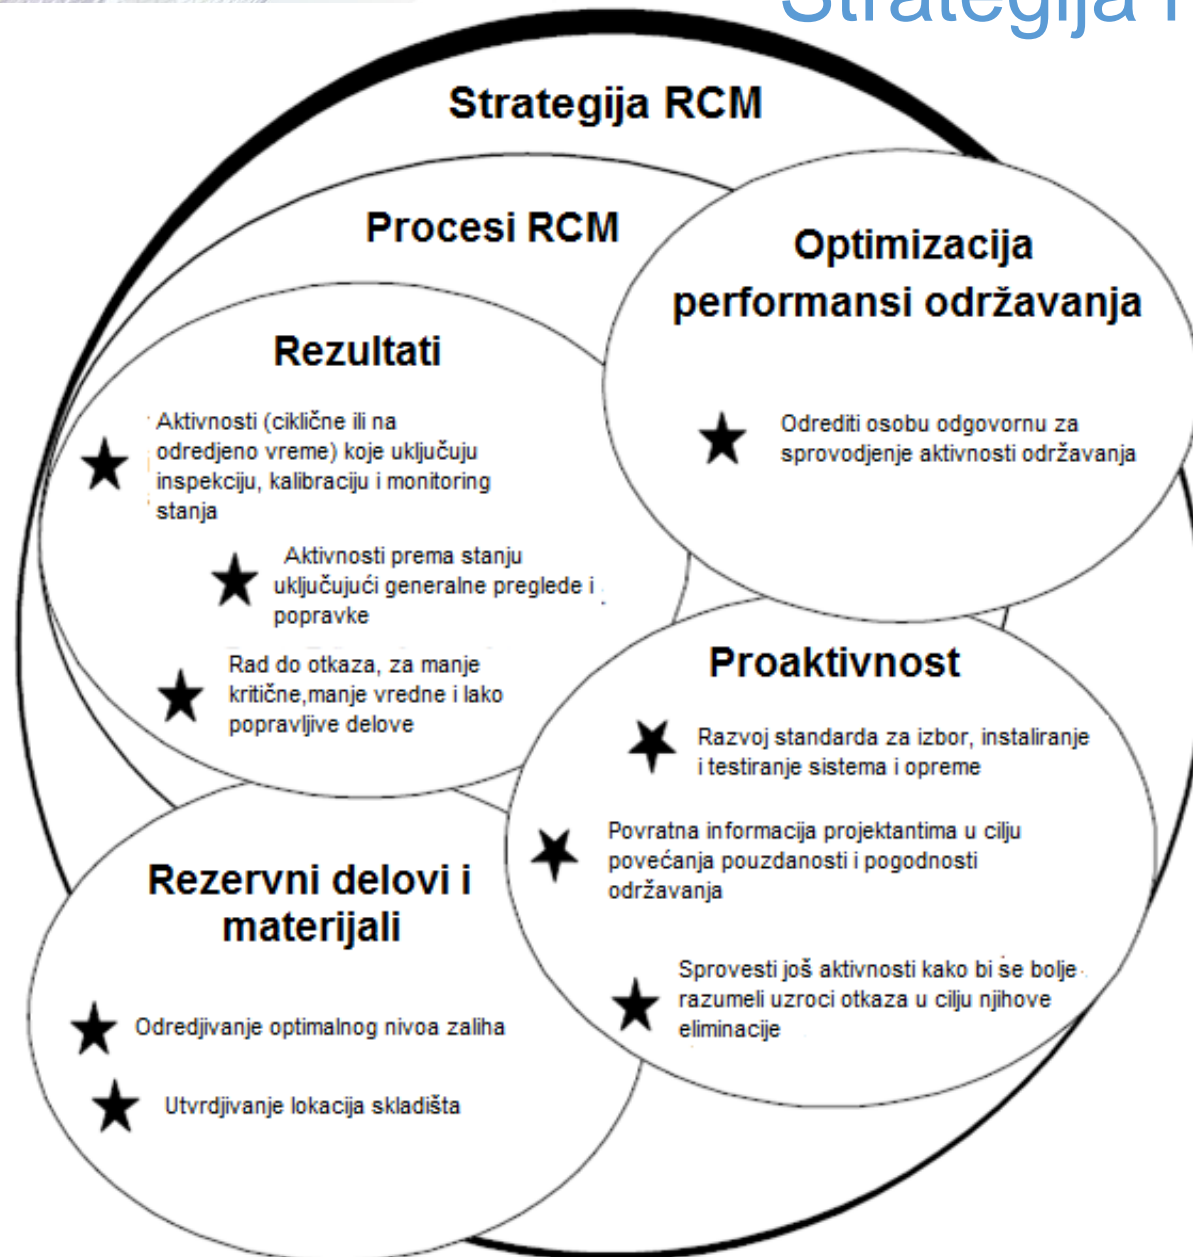 Strategija
Strategija RCM
Procesi RCM
Optimizacija
performansi održavanja
Rezultati
Aktivnosti (ciklične ili na
odredjeno vreme) koje uključuju
inspekciju, kalibraciju i monitoring
stanja
Odrediti osobu odgovornu za
sprovodjenje aktivnosti održavanja
Aktivnosti prema stanju
uključujući generalne preglede i
popravke
Rad do otkaza, za manje
kritične,manje vredne i lako
popravljive delove
Proaktivnost
Razvoj standarda za izbor, instaliranje
i testiranje sistema i opreme
Povratna informacija projektantima u cilju
povećanja pouzdanosti i pogodnosti
održavanja
Sprovesti još aktivnosti kako bi se bolje
razumeli uzroci otkaza u cilju njihove
eliminacije
Rezervni delovi i
materijali
Odredjivanje optimalnog nivoa zaliha
Utvrdjivanje lokacija skladišta